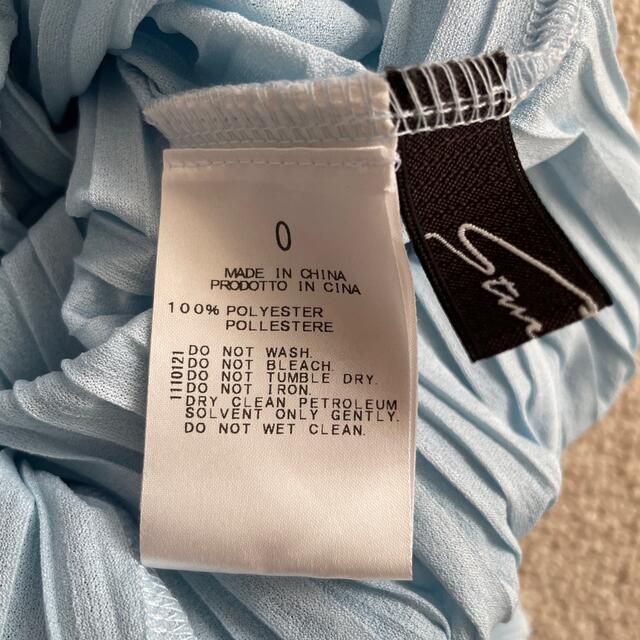 0
MADE IN CHINA
PRODOTTO IN CINA
100% POLYESTER
POLLESTERE
1110121
DO NOT WASH.
DO NOT BLEACH.
DO NOT TUMBLE DRY.
DO NOT IRON.
DRY CLEAN PETROLEUM
SOLVENT ONLY GENTLY.
DO NOT WET CLEAN.